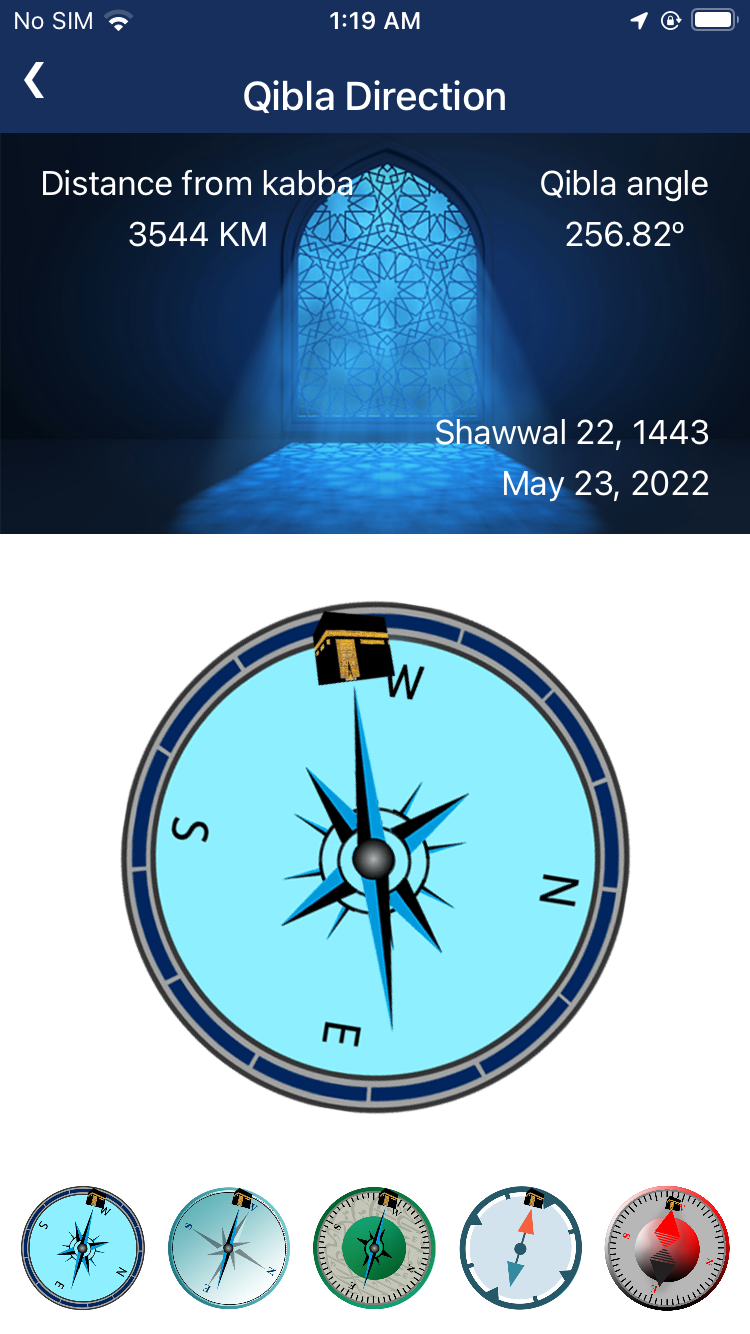 No SIM 1:19 AM
Qibla Direction
Distance from kabba Qibla angle
3544 KM 256.82º
Shawwal 22, 1443
May 23, 2022
W
S
N
E
W
S
N
E
N
S
N
E
S
N
E
S
N